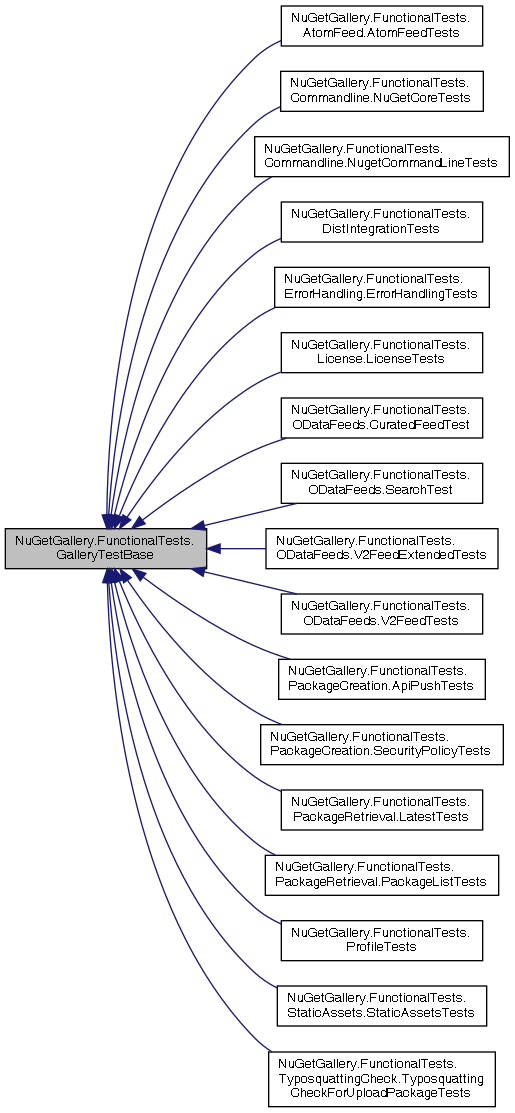 NuGetGallery.FunctionalTests.
AtomFeed.AtomFeedTests
NuGetGallery.FunctionalTests.
Commandline.NuGetCoreTests
NuGetGallery.FunctionalTests.
Commandline.NugetCommandLineTests
NuGetGallery.FunctionalTests.
DistIntegrationTests
NuGetGallery.FunctionalTests.
ErrorHandling.ErrorHandlingTests
NuGetGallery.FunctionalTests.
License.LicenseTests
NuGetGallery.FunctionalTests.
ODataFeeds.CuratedFeedTest
NuGetGallery.FunctionalTests.
ODataFeeds.SearchTest
NuGetGallery.FunctionalTests.
GalleryTestBase
NuGetGallery.FunctionalTests.
ODataFeeds.V2FeedExtendedTests
NuGetGallery.FunctionalTests.
ODataFeeds.V2FeedTests
NuGetGallery.FunctionalTests.
PackageCreation.ApiPushTests
NuGetGallery.FunctionalTests.
PackageCreation.SecurityPolicyTests
NuGetGallery.FunctionalTests.
PackageRetrieval.LatestTests
NuGetGallery.FunctionalTests.
PackageRetrieval.PackageListTests
NuGetGallery.FunctionalTests.
ProfileTests
NuGetGallery.FunctionalTests.
StaticAssets.StaticAssetsTests
NuGetGallery.FunctionalTests.
TyposquattingCheck.Typosquatting
CheckForUploadPackageTests